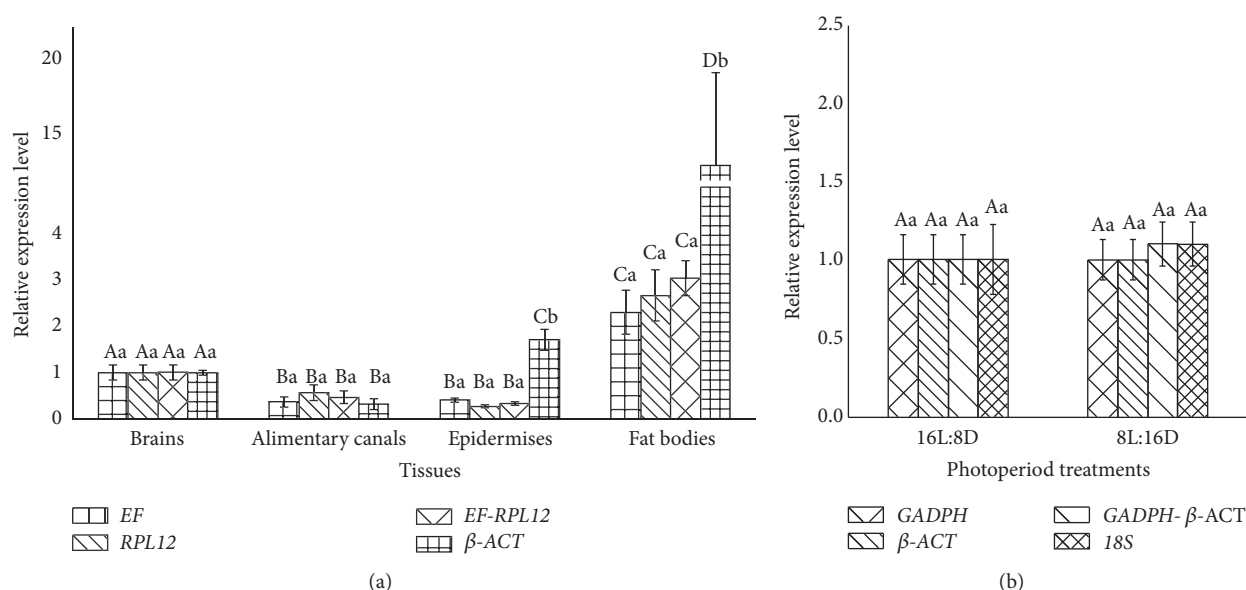 Relative expression level
20
15
4
3
2
1
0
Aa Aa Aa Aa
Ba Ba Ba Ba
Ba Ba Ba Cb
Ca Ca Ca Db
Brains Alimentary canals Epidermises Fat bodies
Tissues
EF EF-RPL12
RPL12 β-ACT
(a)
Relative expression level
2.5
2.0
1.5
1.0
0.5
0.0
Aa Aa Aa Aa
Aa Aa Aa Aa
16L:8D 8L:16D
Photoperiod treatments
GADPH GADPH- β-ACT
β-ACT 18S
(b)